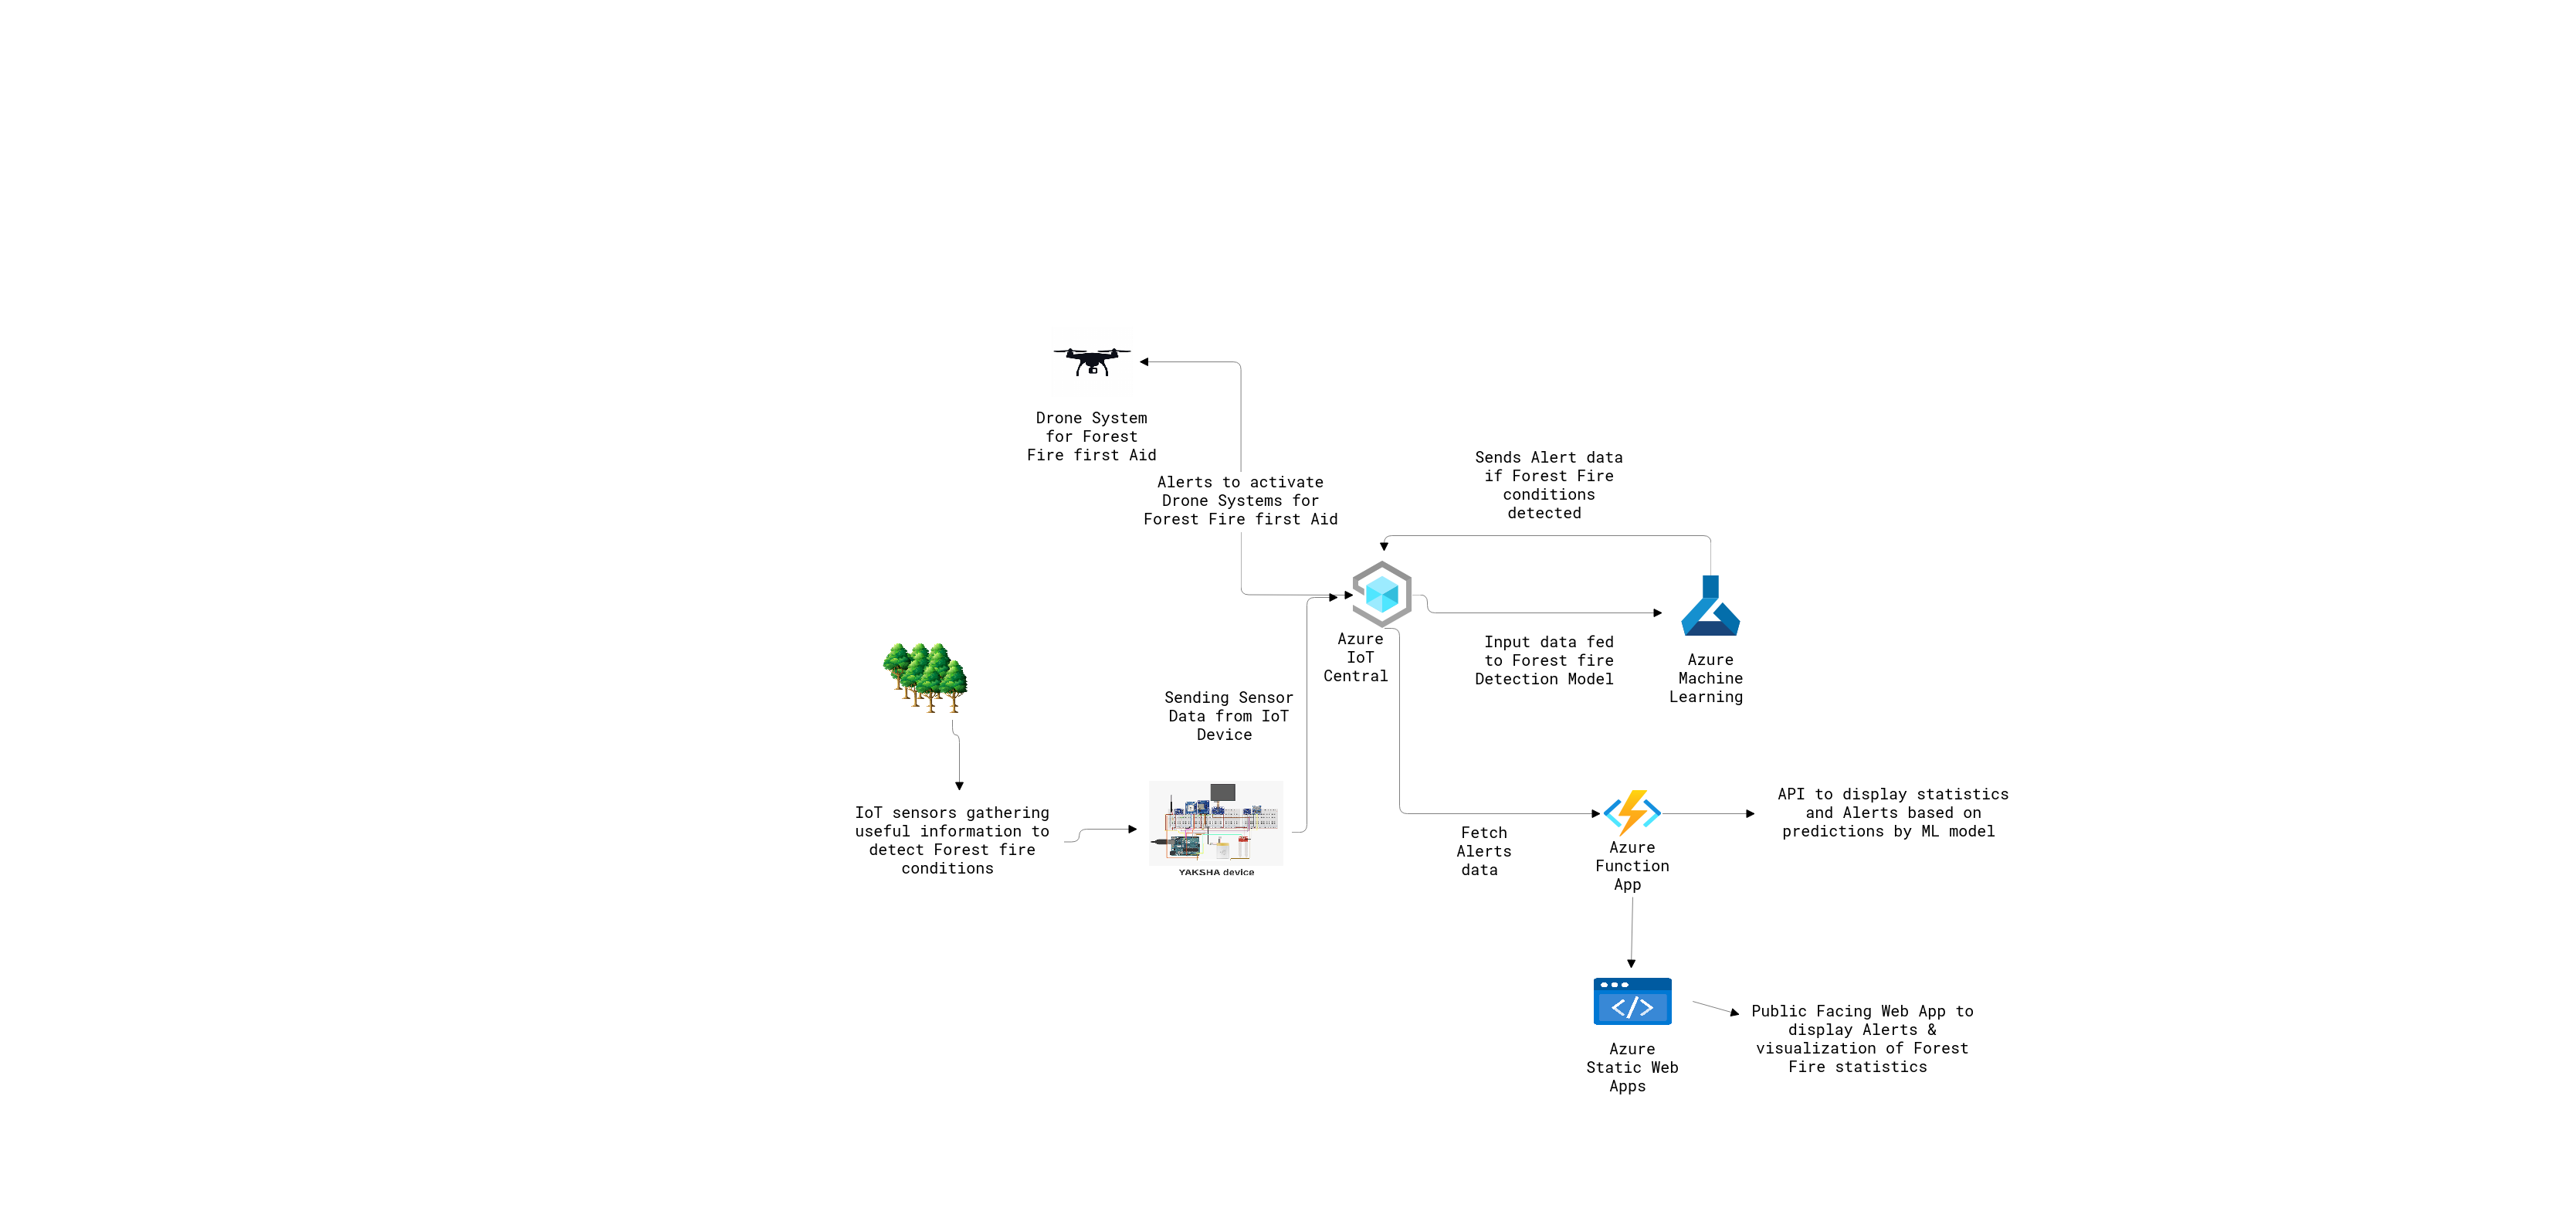 Drone System
for Forest
Fire first Aid
Alerts to activate
Drone Systems for
Forest Fire first Aid
Sends Alert data
if Forest Fire
conditions
detected
Azure
IoT
Central
Input data fed
to Forest fire
Detection Model
Azure
Machine
Learning
Sending Sensor
Data from IoT
Device
IoT sensors gathering
useful information to
detect Forest fire
conditions
YAKSHA device
Fetch
Alerts
data
Azure
Function
App
API to display statistics
and Alerts based on
predictions by ML model
Azure
Static Web
Apps
Public Facing Web App to
display Alerts &
visualization of Forest
Fire statistics